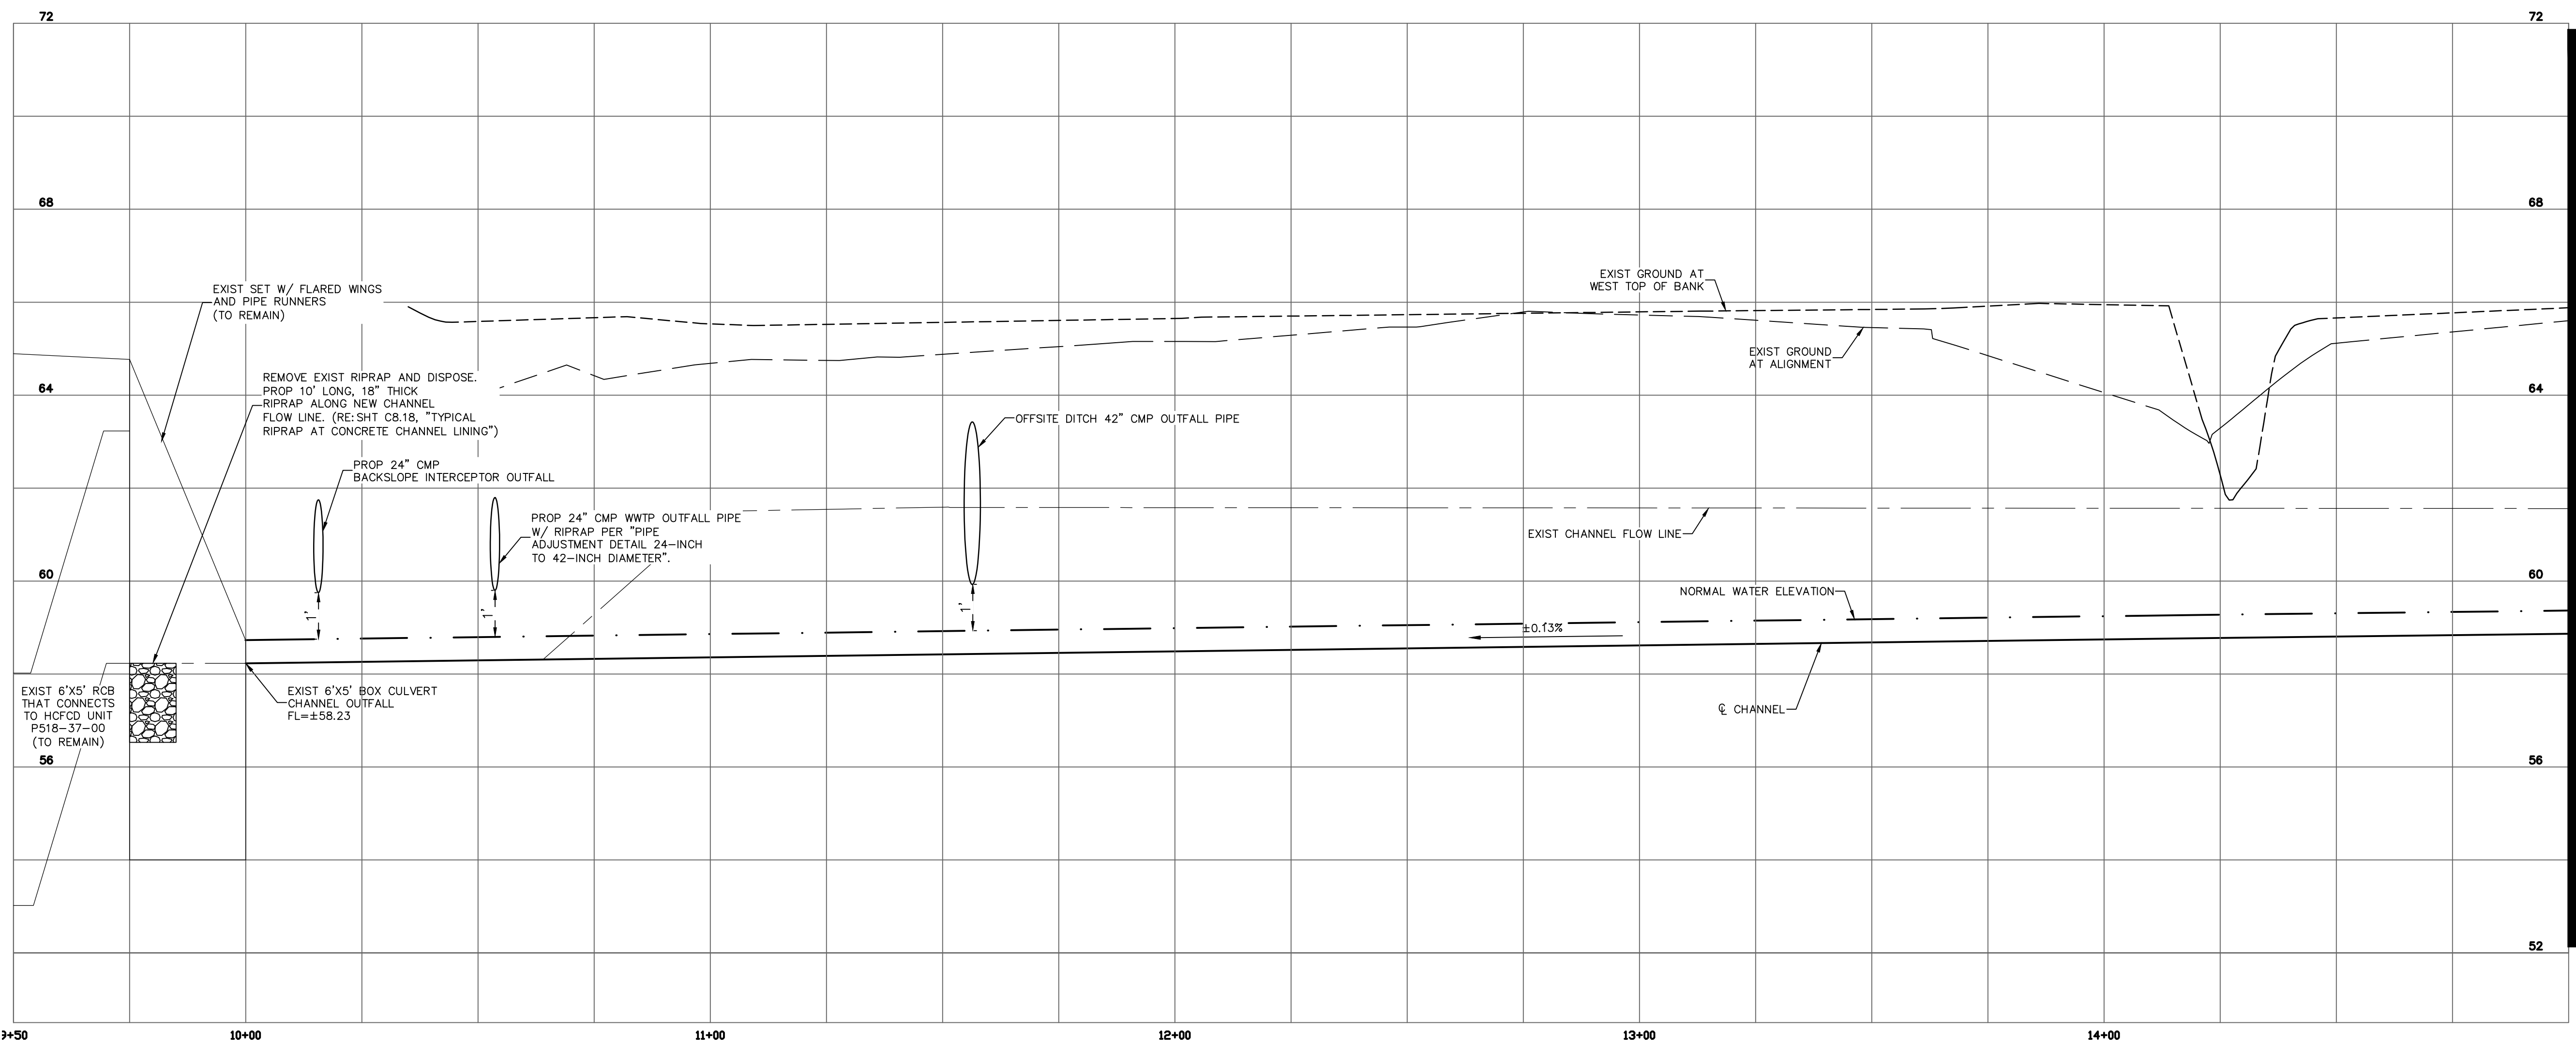 72
72
68
68
EXIST SET W/ FLARED WINGS
AND PIPE RUNNERS
(TO REMAIN)
EXIST GROUND AT
WEST TOP OF BANK
EXIST GROUND
AT ALIGNMENT
64
64
REMOVE EXIST RIPRAP AND DISPOSE.
PROP 10' LONG, 18" THICK
RIPRAP ALONG NEW CHANNEL
FLOW LINE. (RE:SHT C8.18, "TYPICAL
RIPRAP AT CONCRETE CHANNEL LINING")
OFFSITE DITCH 42" CMP OUTFALL PIPE
PROP 24" CMP
BACKSLOPE INTERCEPTOR OUTFALL
PROP 24" CMP WWTP OUTFALL PIPE
W/ RIPRAP PER "PIPE
ADJUSTMENT DETAIL 24-INCH
TO 42-INCH DIAMETER".
EXIST CHANNEL FLOW LINE
60
60
NORMAL WATER ELEVATION
1'
1'
1'
±0.13%
EXIST 6'X5' RCB
THAT CONNECTS
TO HCFCD UNIT
P518-37-00
(TO REMAIN)
EXIST 6'X5' BOX CULVERT
CHANNEL OUTFALL
FL=±58.23
℄ CHANNEL
56
56
52
52
9+50
10+00
11+00
12+00
13+00
14+00